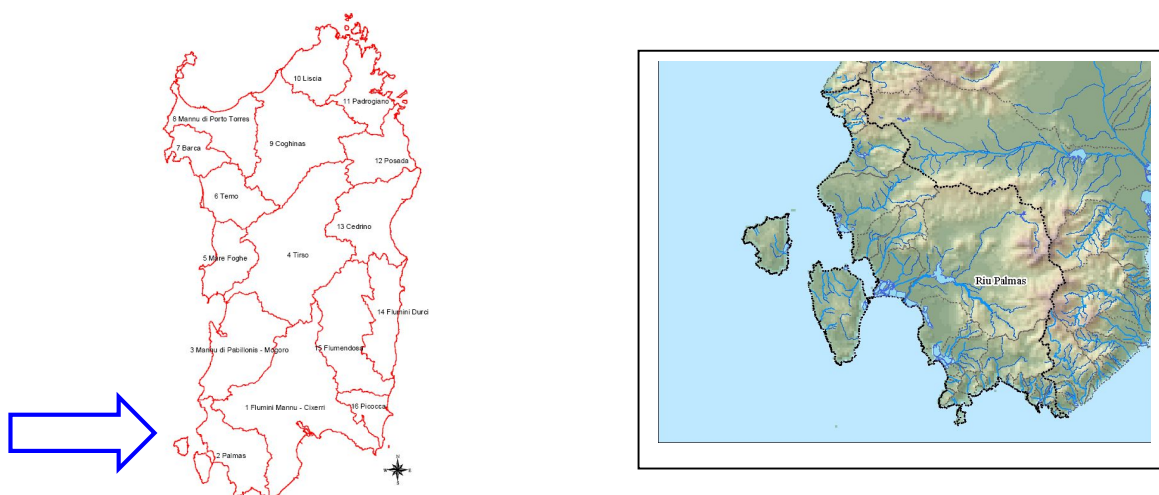 10 Liscia
11 Padrogiano
8 Mannu di Porto Torres
9 Coghinas
7 Barca
12 Posada
6 Temo
13 Cedrino
5 Mare Foghe
4 Tirso
14 Flumini Durci
3 Mannu di Pabillonis - Mogoro
15 Flumendosa
1 Flumini Mannu - Cixerri
16 Picocca
2 Palmas
N
W E
S
Riu Palmas